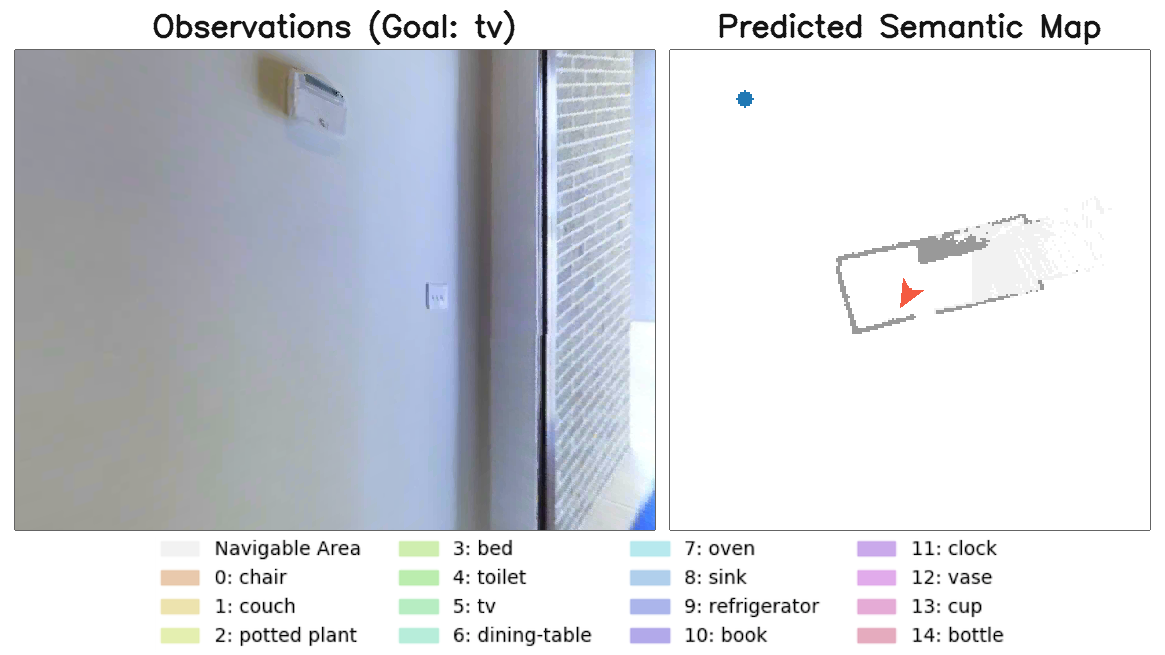 Observations (Goal: tv)
Predicted Semantic Map
Navigable Area
0: chair
1: couch
2: potted plant
3: bed
4: toilet
5: tv
6: dining-table
7: oven
8: sink
9: refrigerator
10: book
11: clock
12: vase
13: cup
14: bottle